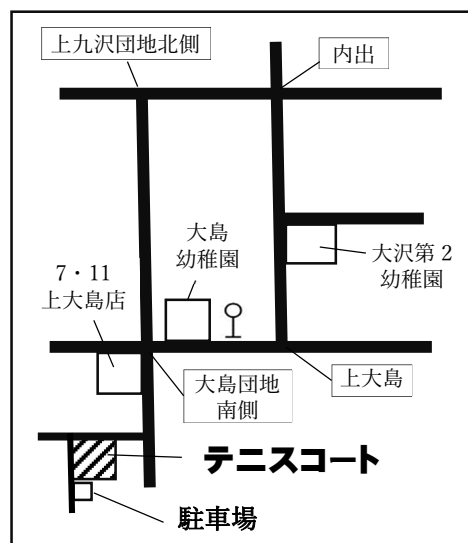 上九沢団地北側
内出
大島
幼稚園
大沢第2
幼稚園
7・11
上大島店
大島団地
南側
上大島
テニスコート
駐車場